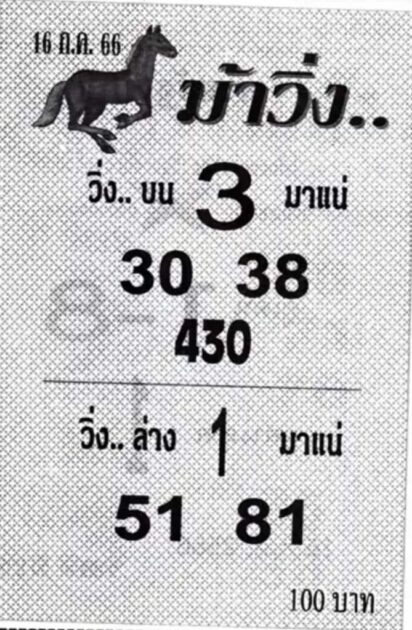 16 ก.ค. 66
ม้าวิ่ง..
วิ่ง.. บน 3 มาแน่
30 38
430
วิ่ง.. ล่าง 1 มาแน่
51 81
100 บาท